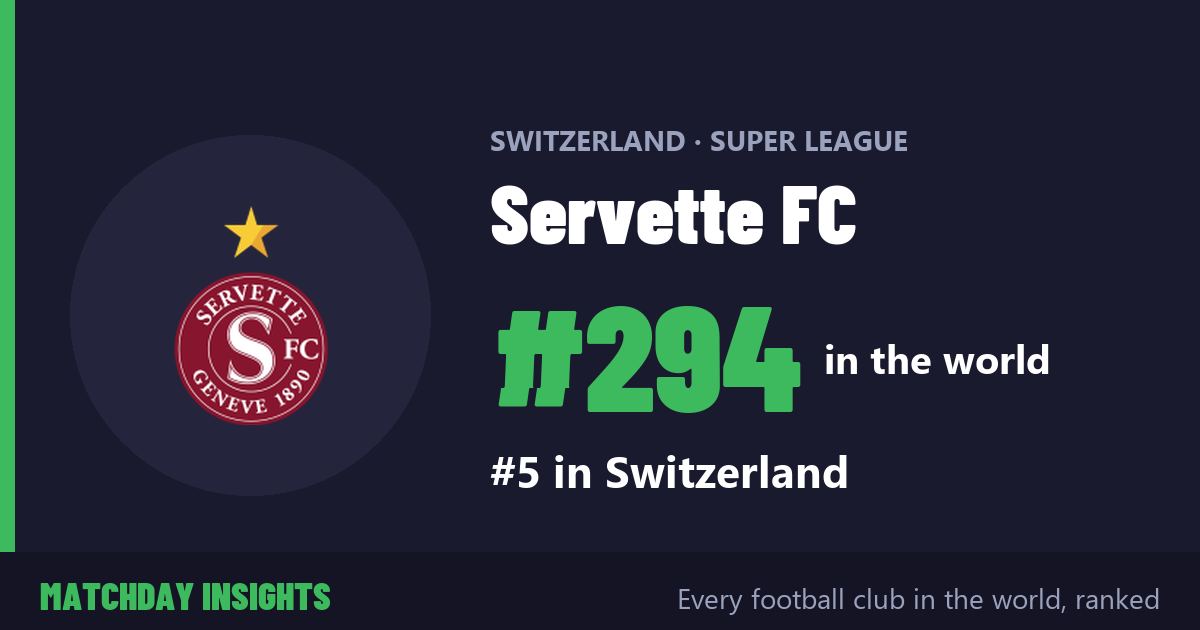 SWITZERLAND · SUPER LEAGUE
Servette FC
SERVETTE
S
FC
GENEVE 1890
#294 in the world
#5 in Switzerland
MATCHDAY INSIGHTS
Every football club in the world, ranked